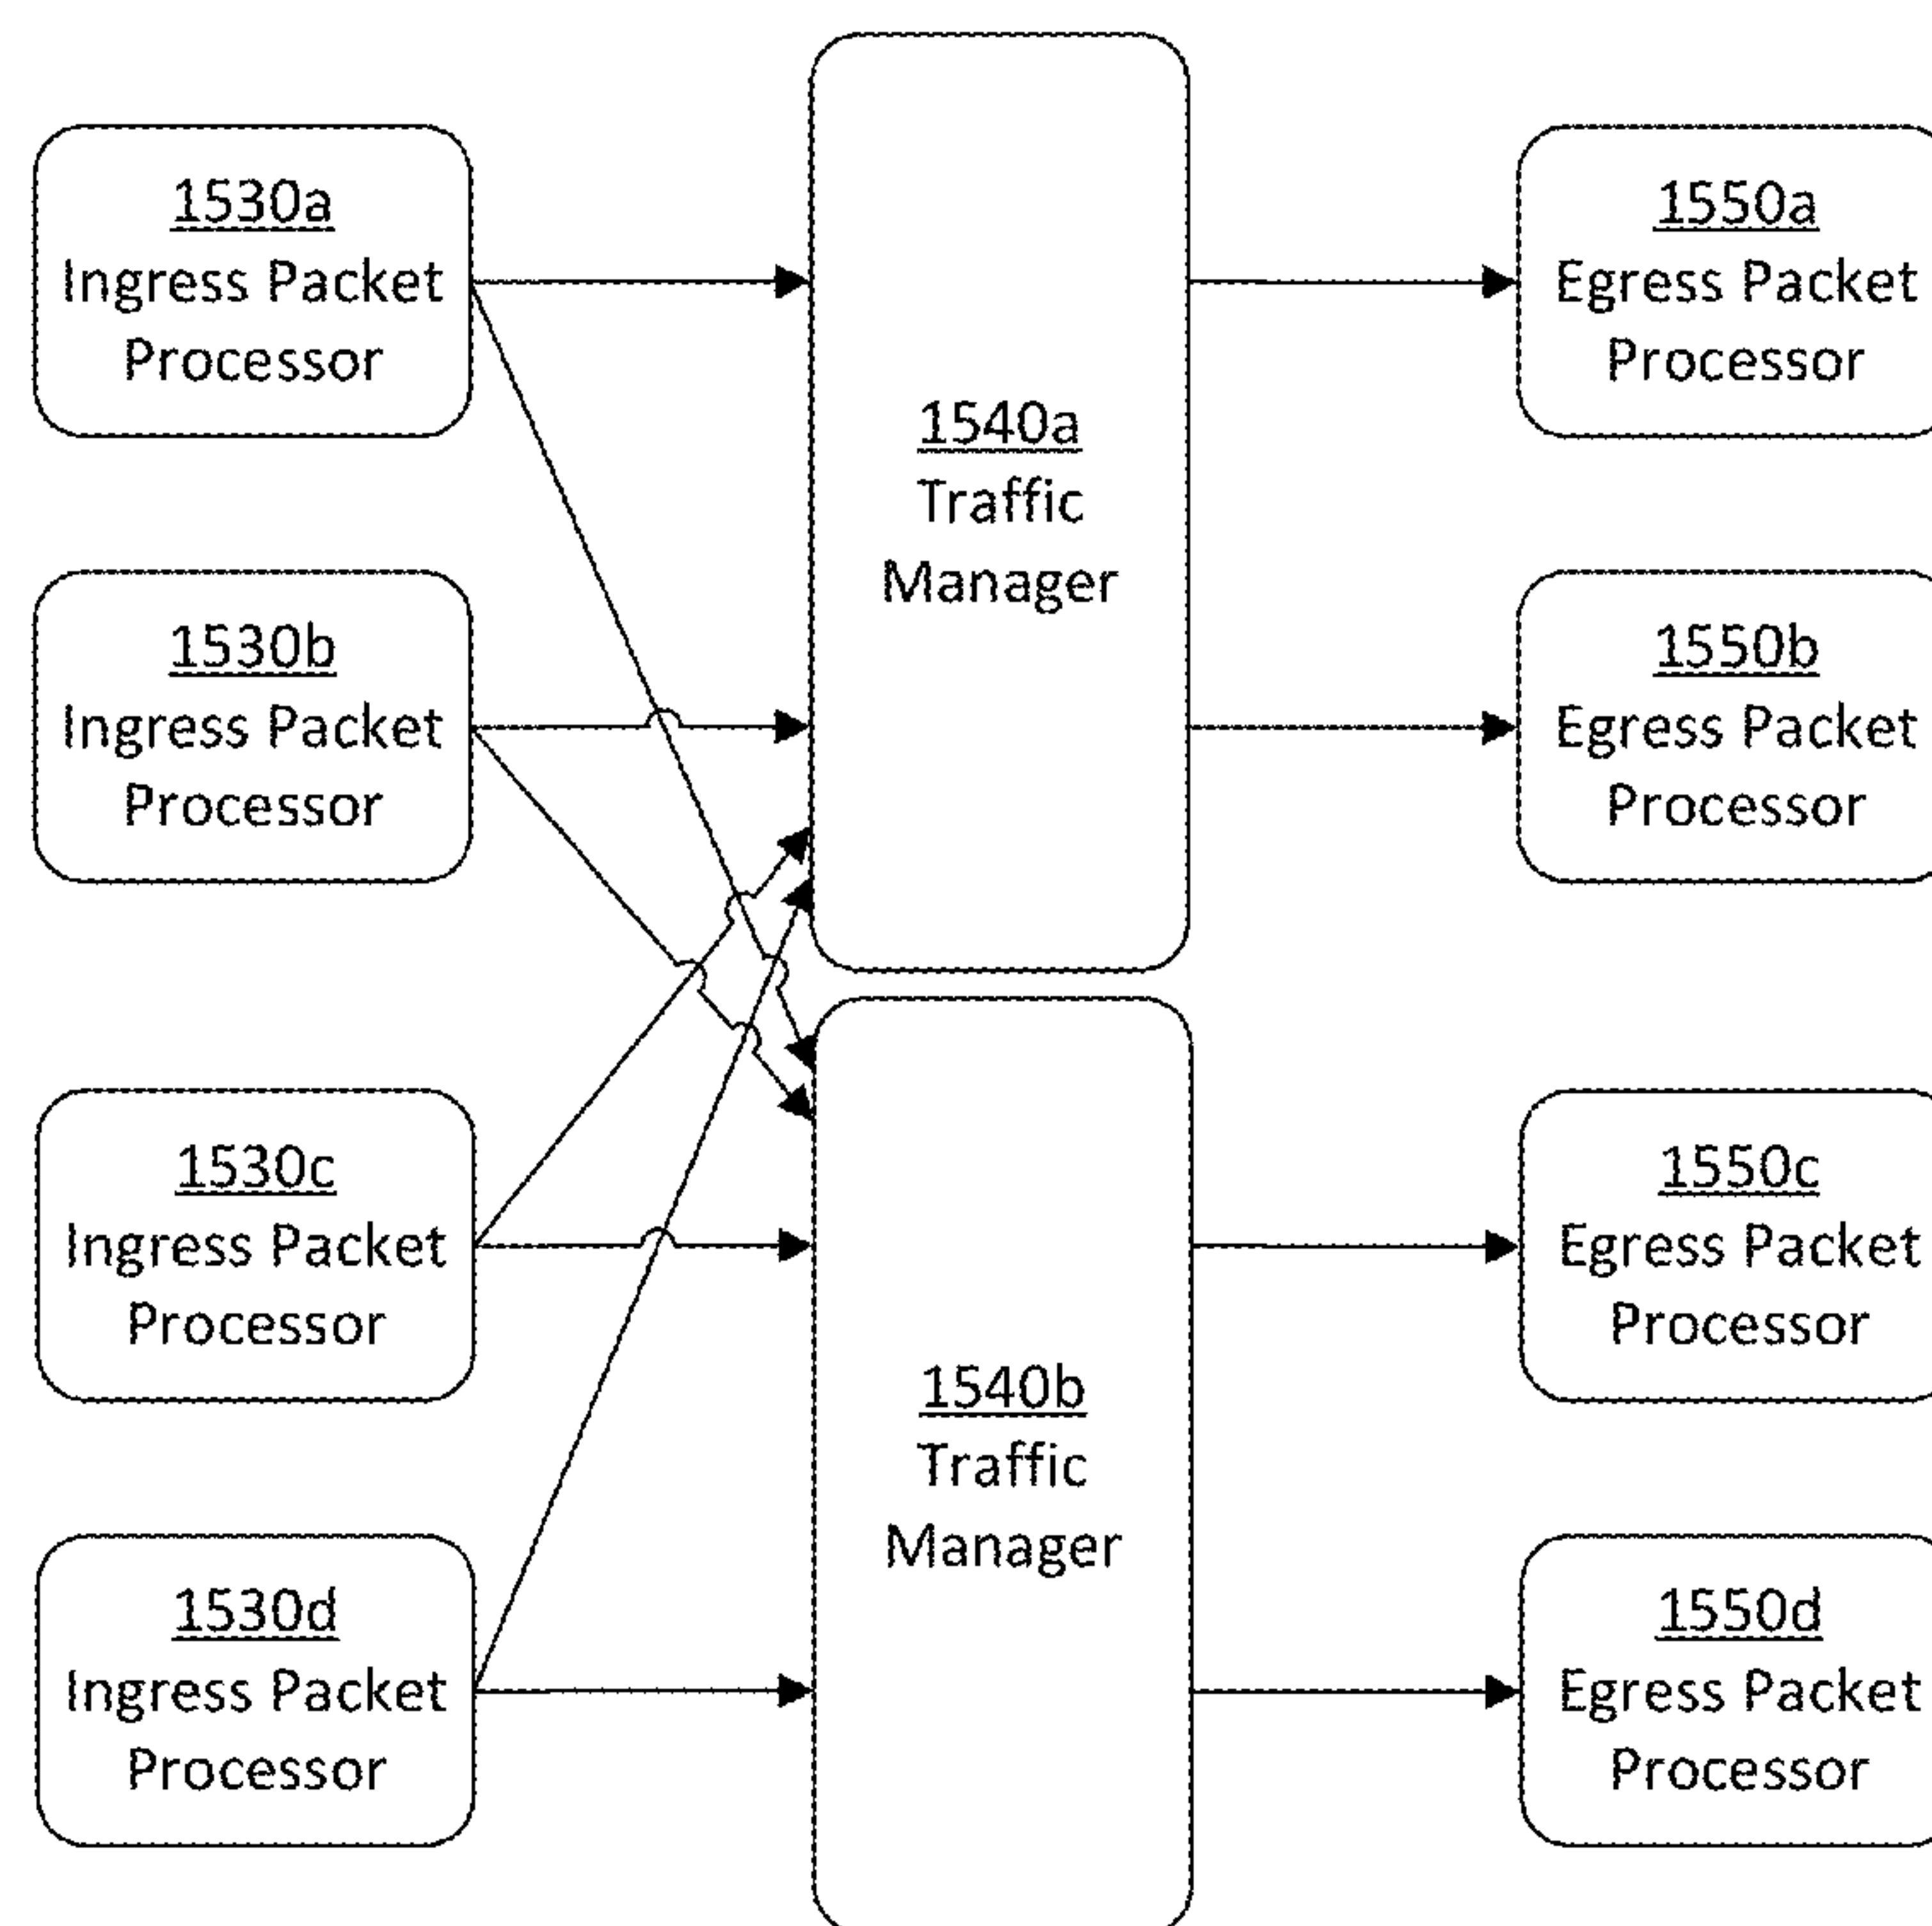 1530a
Ingress Packet
Processor
1530b
Ingress Packet
Processor
1530c
Ingress Packet
Processor
1530d
Ingress Packet
Processor
1540a
Traffic
Manager
1540b
Traffic
Manager
1550a
Egress Packet
Processor
1550b
Egress Packet
Processor
1550c
Egress Packet
Processor
1550d
Egress Packet
Processor